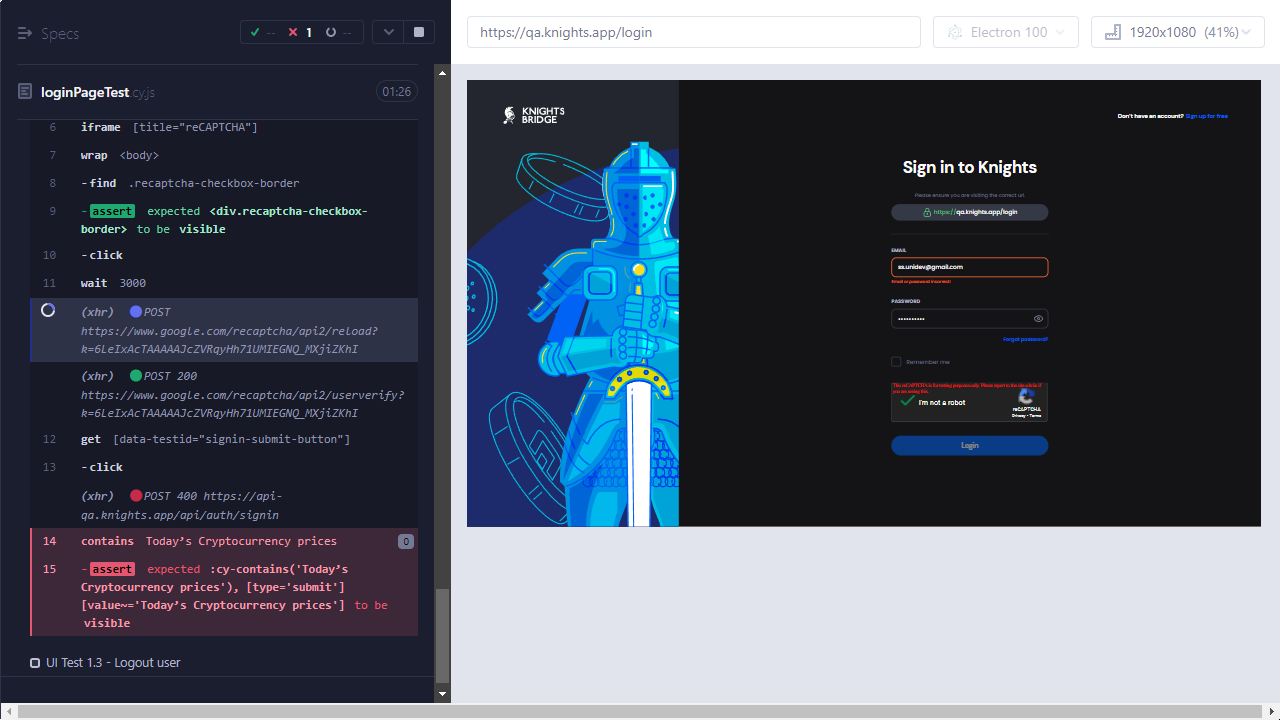 Specs
-- 1 --
https://qa.knights.app/login
Electron 100
1920x1080 (41%)
loginPageTest.cy.js
01:26
6 iframe [title="reCAPTCHA"]
7 wrap <body>
8 -find .recaptcha-checkbox-border
9 -assert expected <div.recaptcha-checkbox-
border> to be visible
10 -click
11 wait 3000
(xhr) POST
https://www.google.com/recaptcha/api2/reload?
k=6LeIxAcTAAAAAJcZVRqyHh71UMIEGNQ_MXjiZKhI
(xhr) POST 200
https://www.google.com/recaptcha/api2/userverify?
k=6LeIxAcTAAAAAJcZVRqyHh71UMIEGNQ_MXjiZKhI
12 get [data-testid="signin-submit-button"]
13 -click
(xhr) POST 400 https://api-
qa.knights.app/api/auth/signin
14 contains Today’s Cryptocurrency prices 0
15 -assert expected :cy-contains('Today’s
Cryptocurrency prices'), [type='submit']
[value~='Today’s Cryptocurrency prices'] to be
visible
UI Test 1.3 - Logout user
KNIGHTS
BRIDGE
Don't have an account? Sign up for free
Sign in to Knights
Please ensure you are visiting the correct url.
https://qa.knights.app/login
EMAIL
ss.unidev@gmail.com
Email or password incorrect!
PASSWORD
Forgot password?
Remember me
This reCAPTCHA is for testing purposes only. Please report to the site admin if
you are seeing this.
I'm not a robot
reCAPTCHA
Privacy - Terms
Login